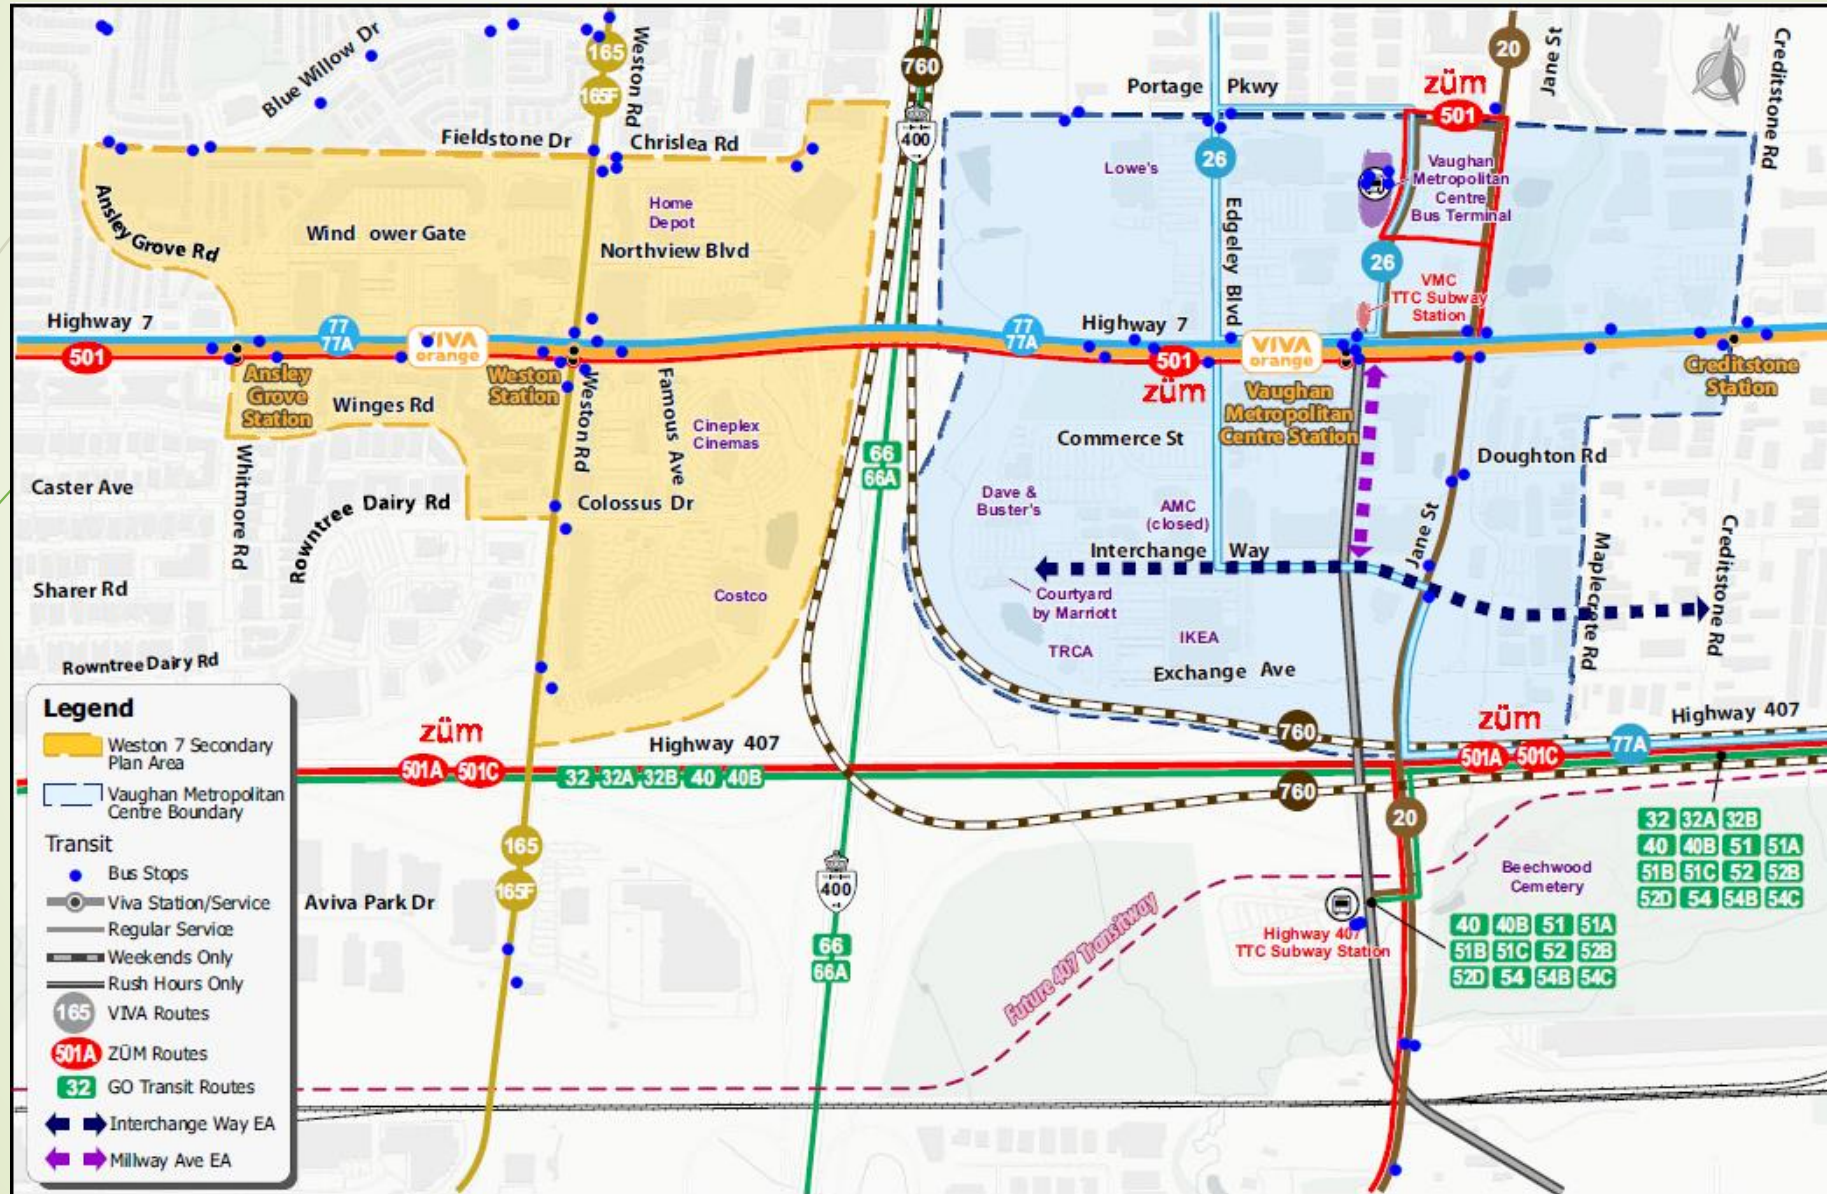 Blue Willow Dr
165
165F
Weston Rd
760
400
Portage Pkwy
züm
501
20
Jane St
N
Creditstone Rd
Fieldstone Dr
Chrislea Rd
Lowe's
26
Vaughan
Metropolitan
Centre
Bus Terminal
Ansley Grove Rd
Home
Depot
Wind ower Gate
Northview Blvd
Edgeley Blvd
26
VMC
TTC Subway
Station
Highway 7
501
77
77A
VIVA
orange
77
77A
Highway 7
501
züm
VIVA
orange
Ansley
Grove
Station
Weston
Station
Vaughan
Metropolitan
Centre Station
Creditstone
Station
Winges Rd
Weston Rd
Famous Ave
Cineplex
Cinemas
Commerce St
Doughton Rd
66
66A
Caster Ave
Whitmore Rd
Rowntree Dairy Rd
Colossus Dr
Dave &
Buster's
AMC
(closed)
Jane St
Interchange Way
Maplecrete Rd
Creditstone Rd
Sharer Rd
Costco
Courtyard
by Marriott
TRCA
IKEA
Exchange Ave
Rowntree Dairy Rd
Legend
Weston 7 Secondary
Plan Area
Vaughan Metropolitan
Centre Boundary
Transit
Bus Stops
Viva Station/Service
Regular Service
Weekends Only
Rush Hours Only
165 VIVA Routes
501A ZÜM Routes
32 GO Transit Routes
Interchange Way EA
Millway Ave EA
züm
501A 501C
Highway 407
32 32A 32B 40 40B
760
760
züm
501A 501C
77A
Highway 407
165
165F
Aviva Park Dr
400
66
66A
20
Future 407 Transitway
Highway 407
TTC Subway Station
Beechwood
Cemetery
32 32A 32B
40 40B 51 51A
51B 51C 52 52B
52D 54 54B 54C
40 40B 51 51A
51B 51C 52 52B
52D 54 54B 54C